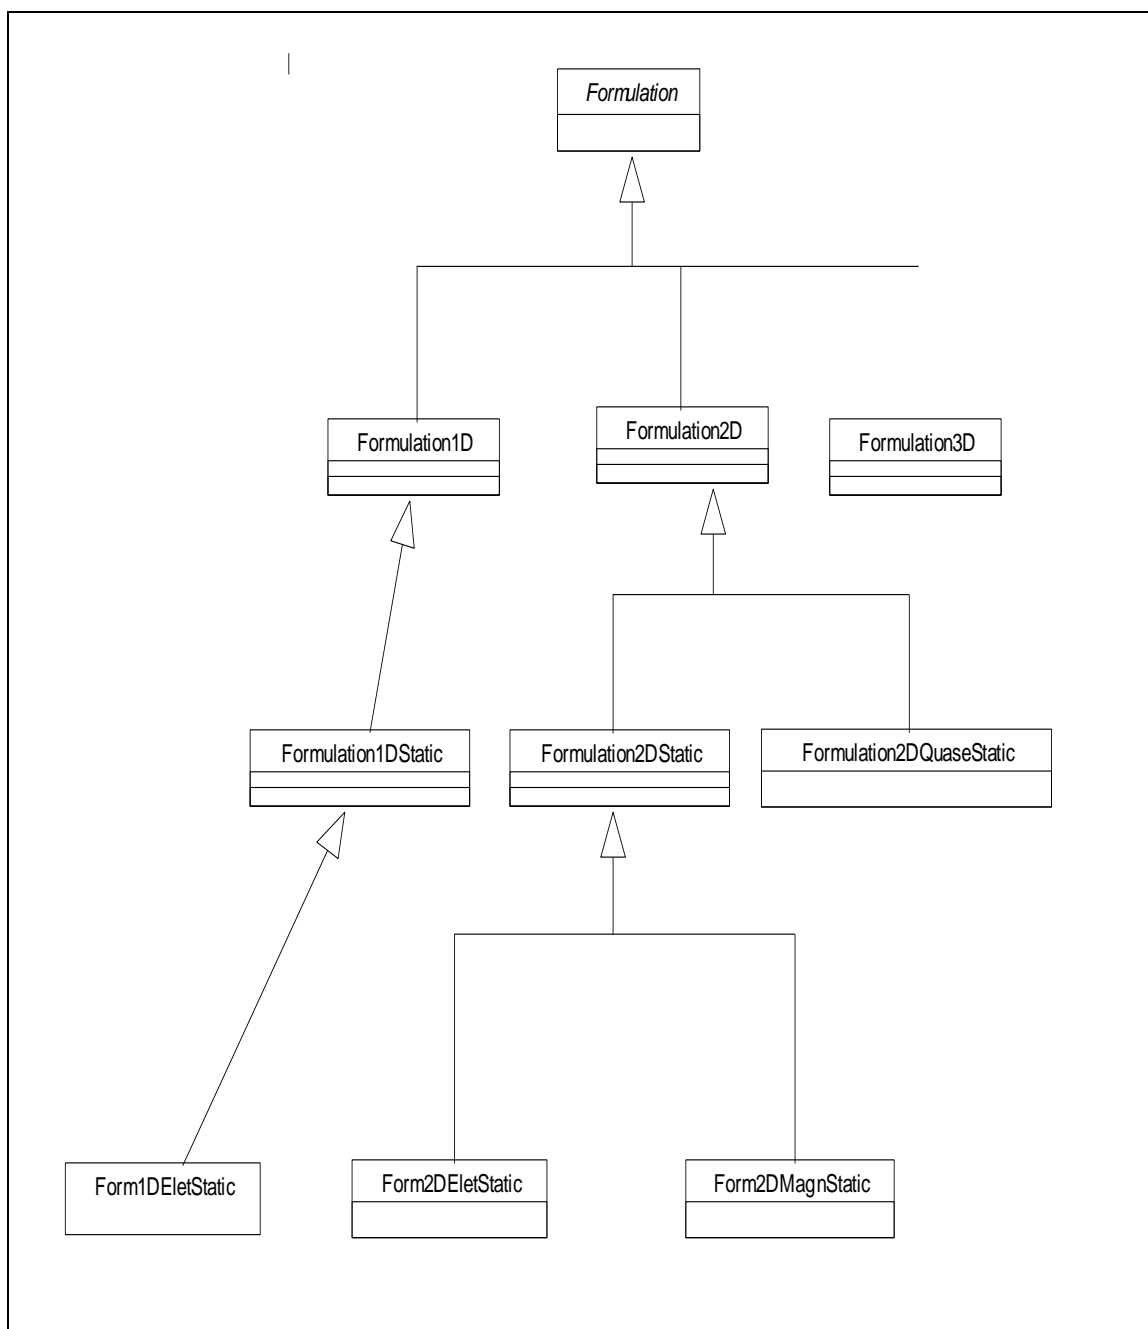 Formulation
Formulation1D
Formulation2D
Formulation3D
Formulation1DStatic
Formulation2DStatic
Formulation2DQuaseStatic
Form1DEletStatic
Form2DEletStatic
Form2DMagnStatic